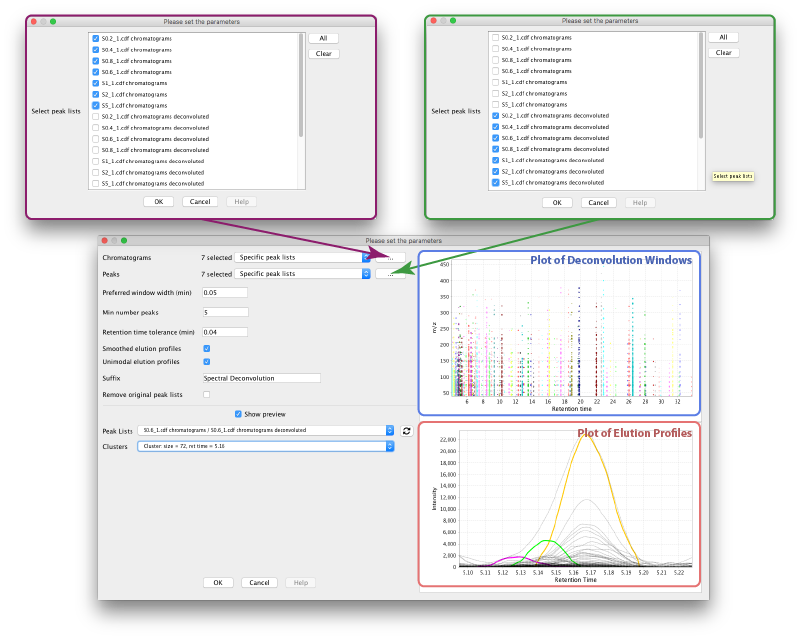 Please set the parameters
Select peak lists
S0.2_1.cdf chromatograms
S0.4_1.cdf chromatograms
S0.8_1.cdf chromatograms
S0.6_1.cdf chromatograms
S1_1.cdf chromatograms
S2_1.cdf chromatograms
S5_1.cdf chromatograms
S0.2_1.cdf chromatograms deconvoluted
S0.4_1.cdf chromatograms deconvoluted
S0.6_1.cdf chromatograms deconvoluted
S0.8_1.cdf chromatograms deconvoluted
S1_1.cdf chromatograms deconvoluted
S2_1.cdf chromatograms deconvoluted
S5_1.cdf chromatograms deconvoluted
All
Clear
OK Cancel Help
Please set the parameters
Select peak lists
S0.2_1.cdf chromatograms
S0.4_1.cdf chromatograms
S0.8_1.cdf chromatograms
S0.6_1.cdf chromatograms
S1_1.cdf chromatograms
S2_1.cdf chromatograms
S5_1.cdf chromatograms
S0.2_1.cdf chromatograms deconvoluted
S0.4_1.cdf chromatograms deconvoluted
S0.6_1.cdf chromatograms deconvoluted
S0.8_1.cdf chromatograms deconvoluted
S1_1.cdf chromatograms deconvoluted
S2_1.cdf chromatograms deconvoluted
S5_1.cdf chromatograms deconvoluted
All
Clear
Select peak lists
OK Cancel Help
Please set the parameters
Chromatograms 7 selected Specific peak lists ...
Peaks 7 selected Specific peak lists ...
Preferred window width (min) 0.05
Min number peaks 5
Retention time tolerance (min) 0.04
Smoothed elution profiles
Unimodal elution profiles
Suffix Spectral Deconvolution
Remove original peak lists
Show preview
Peak Lists S0.6_1.cdf chromatograms / S0.6_1.cdf chromatograms deconvoluted
Clusters Cluster: size = 72, ret time = 5.16
OK Cancel Help
Plot of Deconvolution Windows
450
400
350
300
250
200
150
100
50
m/z
6 8 10 12 14 16 18 20 22 24 26 28 30 32
Retention time
Plot of Elution Profiles
22,000
20,000
18,000
16,000
14,000
12,000
10,000
8,000
6,000
4,000
2,000
0
Intensity
5.10 5.11 5.12 5.13 5.14 5.15 5.16 5.17 5.18 5.19 5.20 5.21 5.22
Retention Time